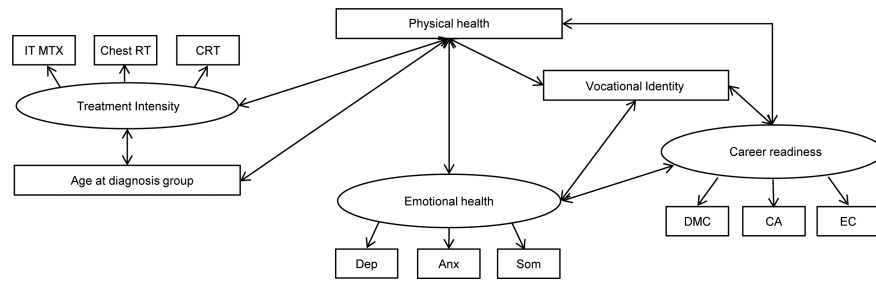 Physical health
IT MTX
Chest RT
CRT
Treatment Intensity
Vocational Identity
Age at diagnosis group
Career readiness
Emotional health
DMC
CA
EC
Dep
Anx
Som